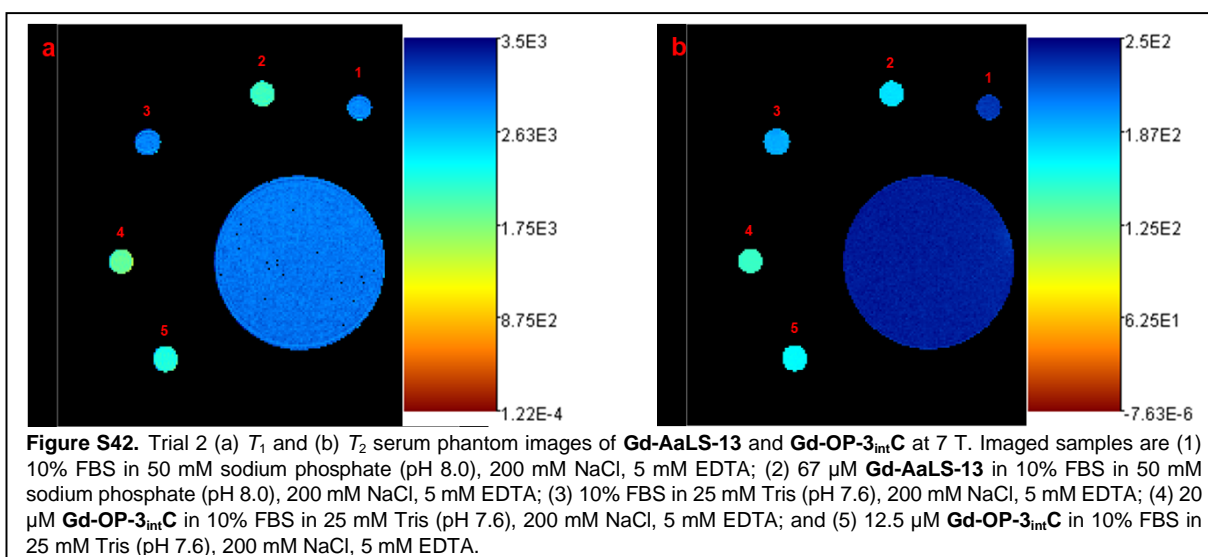 a
3.5E3
2.63E3
1.75E3
8.75E2
1.22E-4
1
2
3
4
5
b
2.5E2
1.87E2
1.25E2
6.25E1
-7.63E-6
1
2
3
4
5
Figure S42. Trial 2 (a) T1 and (b) T2 serum phantom images of Gd-AaLS-13 and Gd-OP-3intC at 7 T. Imaged samples are (1)
10% FBS in 50 mM sodium phosphate (pH 8.0), 200 mM NaCl, 5 mM EDTA; (2) 67 µM Gd-AaLS-13 in 10% FBS in 50 mM
sodium phosphate (pH 8.0), 200 mM NaCl, 5 mM EDTA; (3) 10% FBS in 25 mM Tris (pH 7.6), 200 mM NaCl, 5 mM EDTA; (4) 20
µM Gd-OP-3intC in 10% FBS in 25 mM Tris (pH 7.6), 200 mM NaCl, 5 mM EDTA; and (5) 12.5 µM Gd-OP-3intC in 10% FBS in
25 mM Tris (pH 7.6), 200 mM NaCl, 5 mM EDTA.